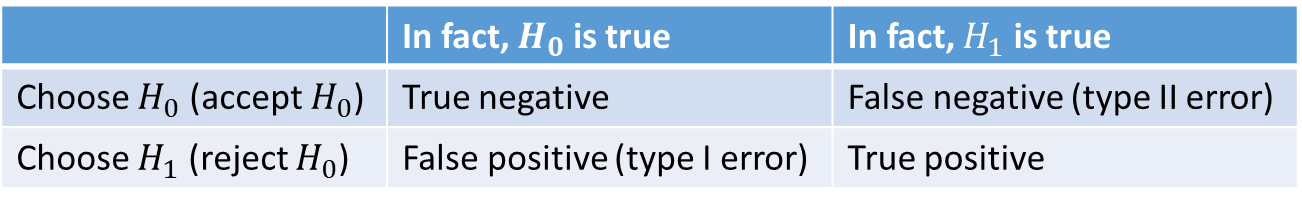 In fact, H₀ is true In fact, H₁ is true
Choose H₀ (accept H₀) True negative False negative (type II error)
Choose H₁ (reject H₀) False positive (type I error) True positive